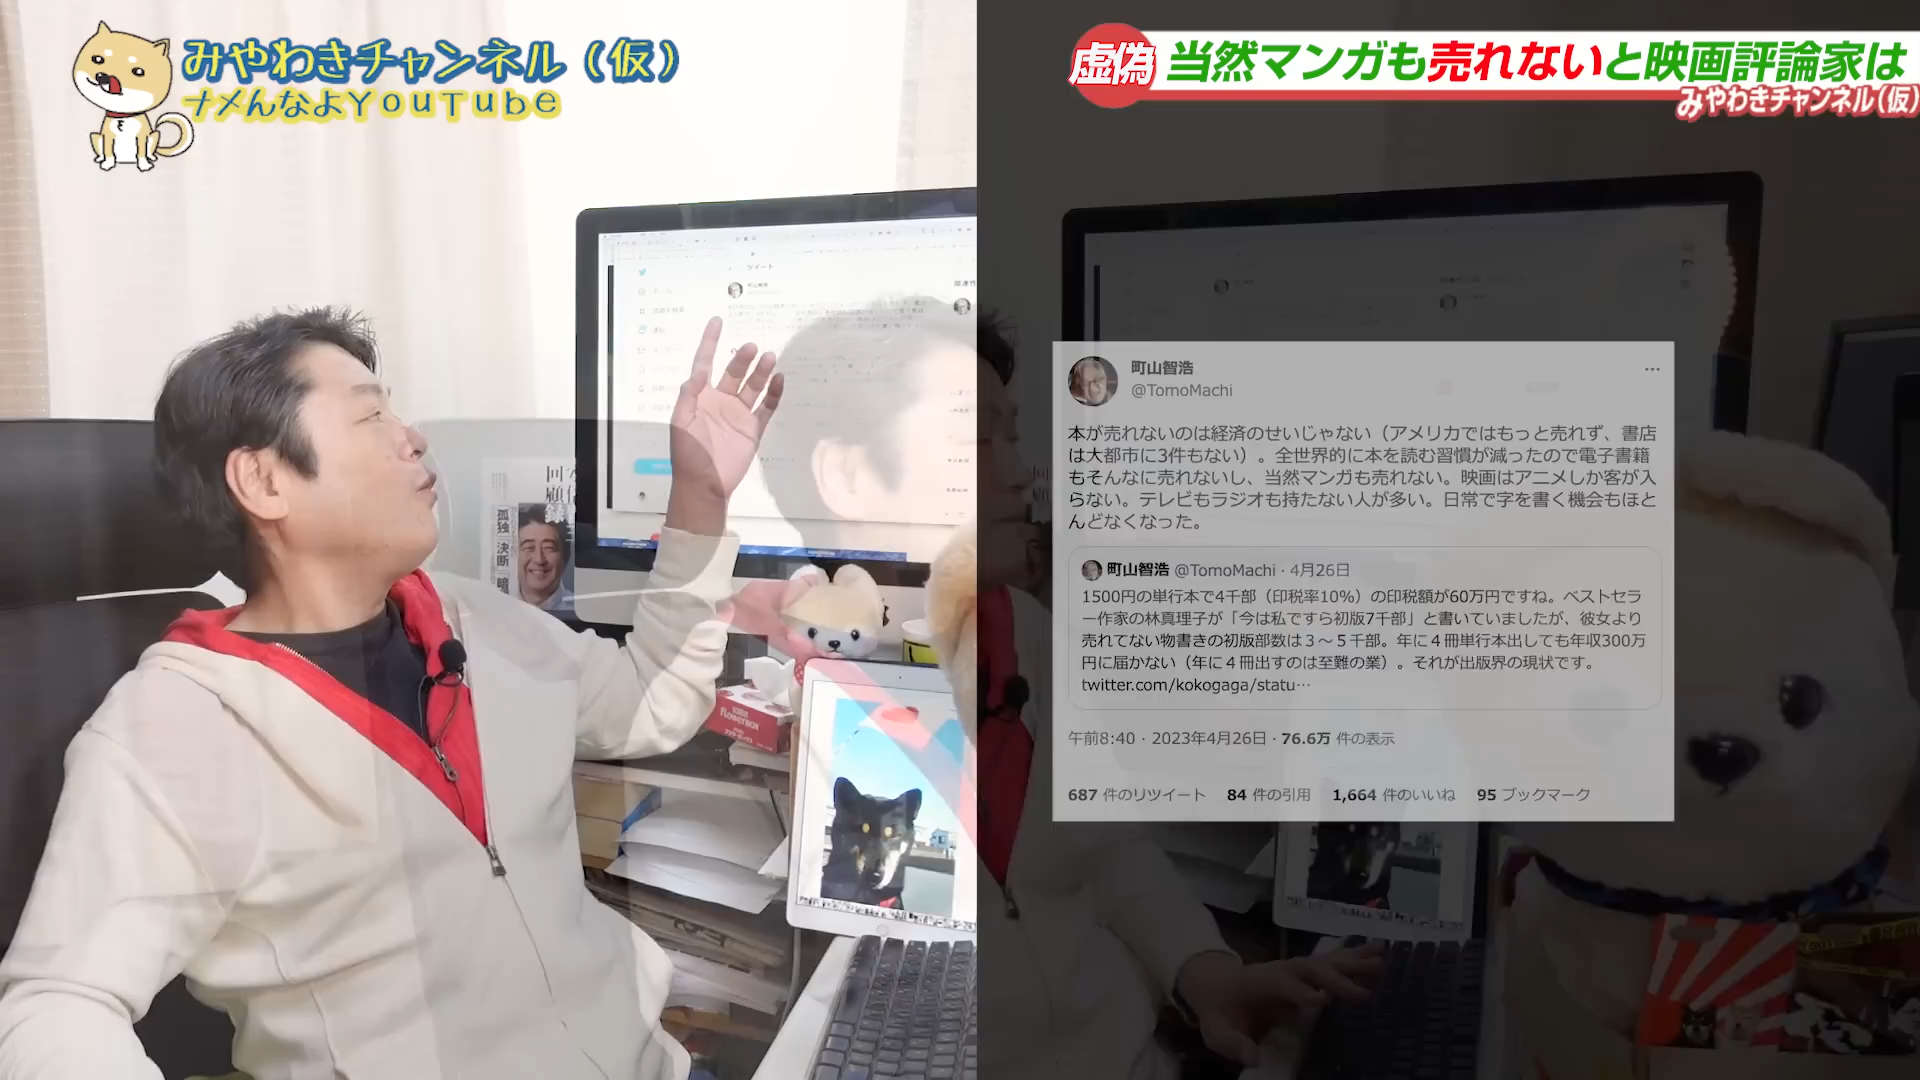 みやわきチャンネル（仮）
ナメんなよYouTube
虚偽 当然マンガも売れないと映画評論家は
みやわきチャンネル（仮）
ツイート
回顧録
孤独
決断
FLOWERBOX
町山智浩
@TomoMachi
本が売れないのは経済のせいじゃない（アメリカではもっと売れず、書店
は大都市に3件もない）。全世界的に本を読む習慣が減ったので電子書籍
もそんなに売れないし、当然マンガも売れない。映画はアニメしか客が入
らない。テレビもラジオも持たない人が多い。日常で字を書く機会もほと
んどなくなった。
町山智浩 @TomoMachi · 4月26日
1500円の単行本で4千部（印税率10%）の印税額が60万円ですね。ベストセラ
ー作家の林真理子が「今は私ですら初版7千部」と書いていましたが、彼女より
売れてない物書きの初版部数は３～５千部。年に４冊単行本出しても年収300万
円に届かない（年に４冊出すのは至難の業）。それが出版界の現状です。
twitter.com/kokogaga/statu…
午前8:40 · 2023年4月26日 · 76.6万 件の表示
687 件のリツイート 84 件の引用 1,664 件のいいね 95 ブックマーク